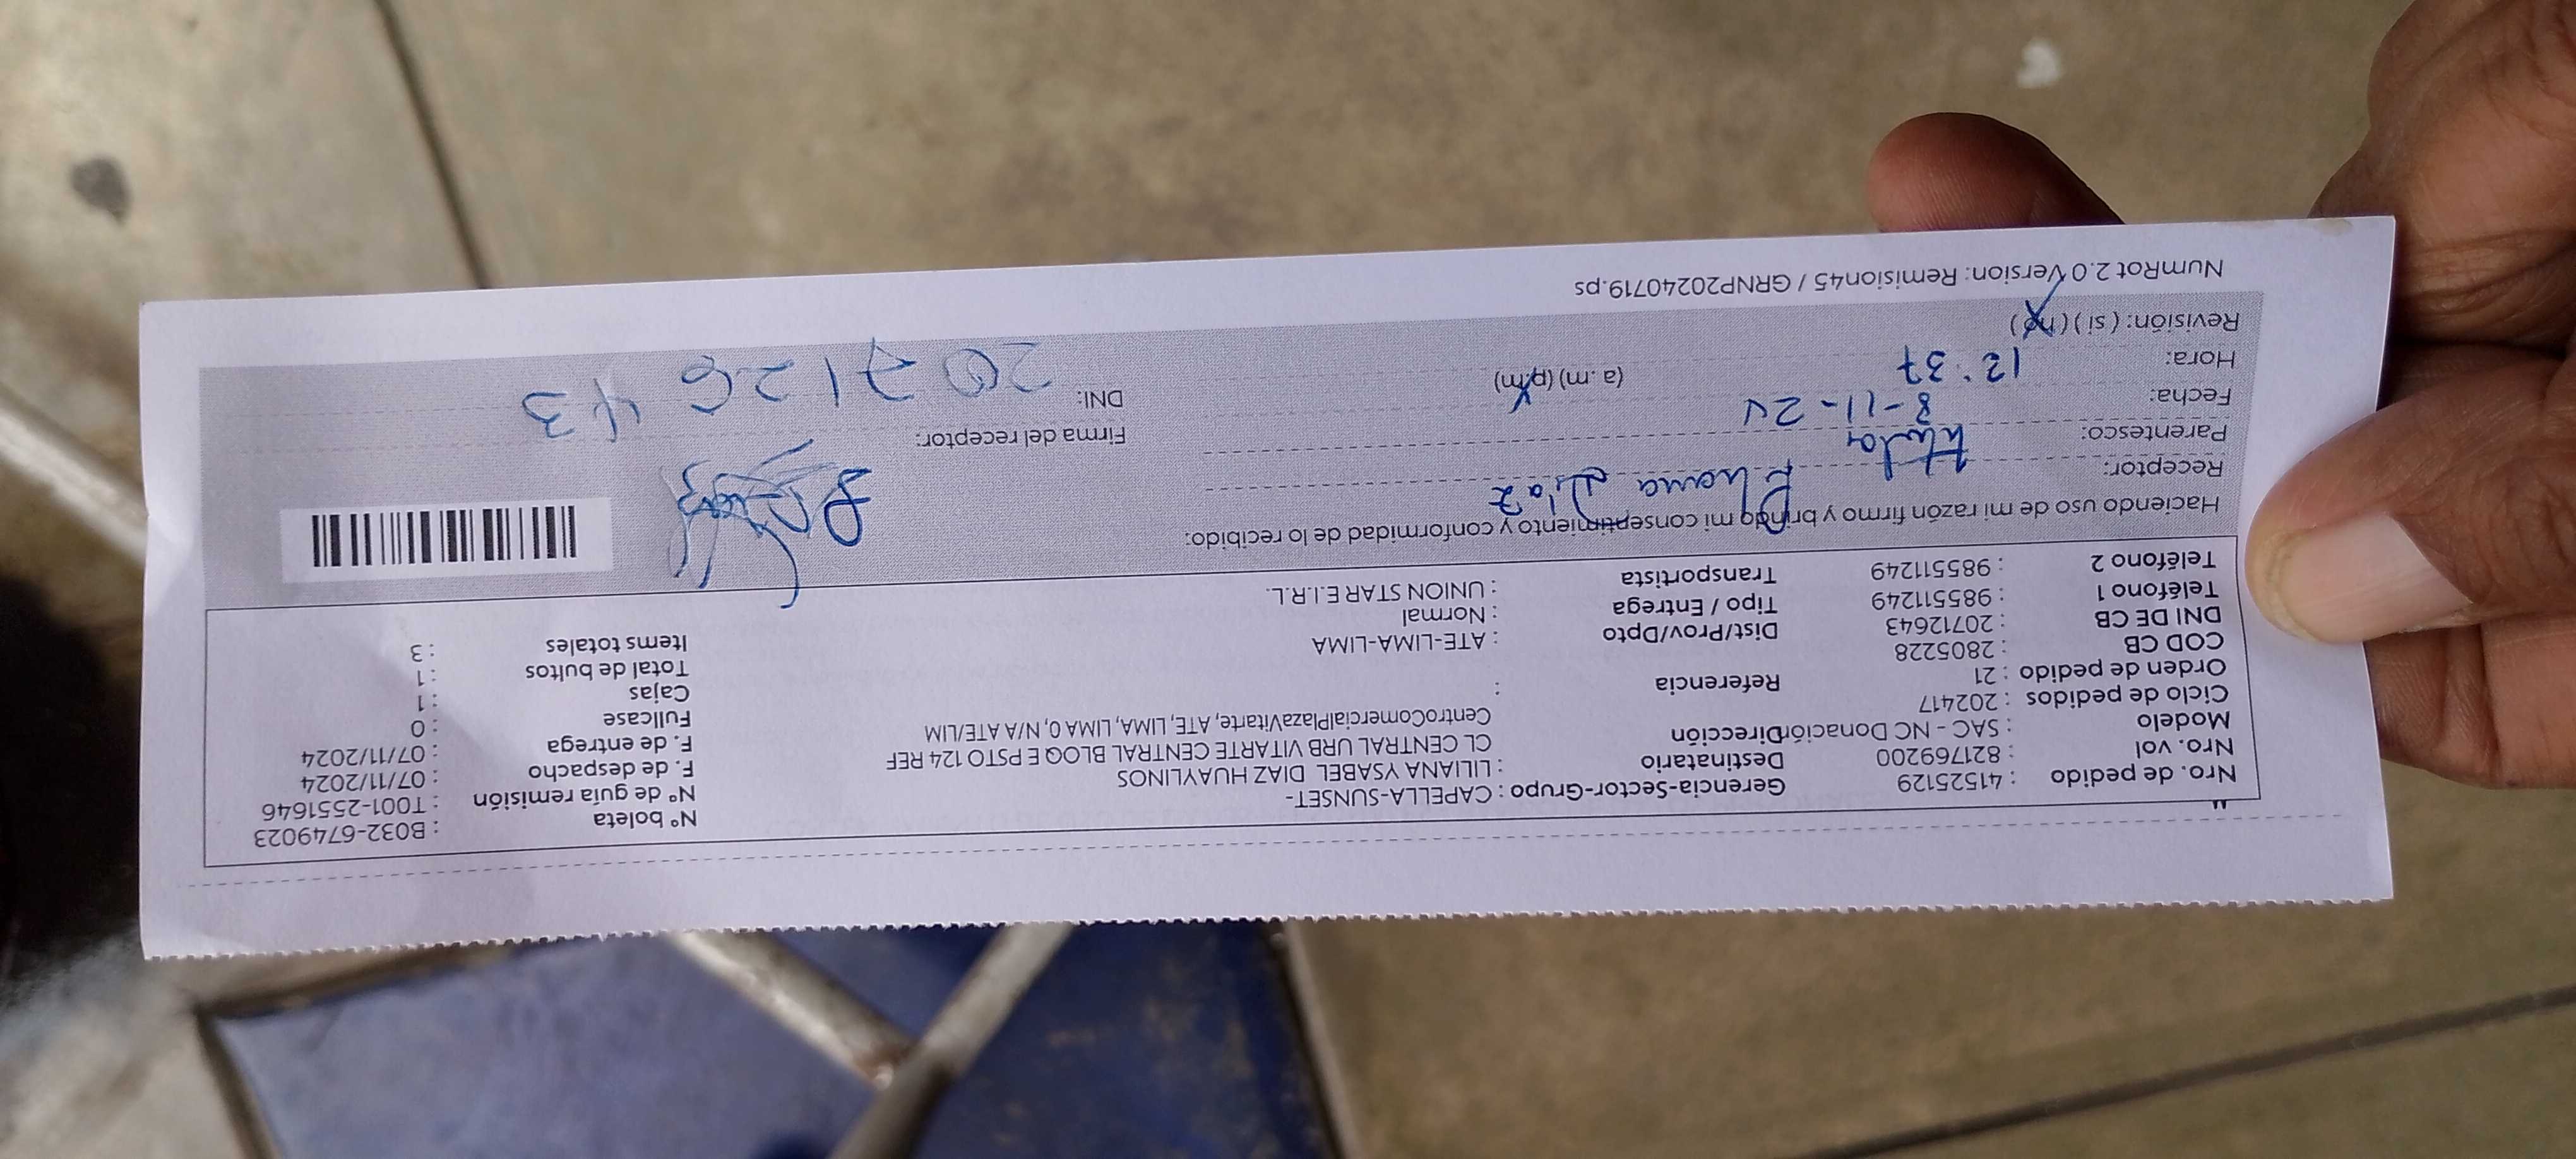 Nro. de pedido : 41525129 Gerencia-Sector-Grupo : CAPELLA-SUNSET- N° boleta : B032-6749023
Nro. vol : 821769200 Destinatario : LILIANA YSABEL DIAZ HUAYLINOS N° de guía remisión : T001-2551646
Modelo : SAC - NC Donación Dirección CL CENTRAL URB VITARTE CENTRAL BLOQ E PSTO 124 REF F. de despacho : 07/11/2024
Ciclo de pedidos : 202417 CentroComercialPlazaVitarte, ATE, LIMA, LIMA 0, N/A ATE/LIM F. de entrega : 07/11/2024
Orden de pedido : 21 Referencia : Fullcase : 0
COD CB : 2805228 Dist/Prov/Dpto : ATE-LIMA-LIMA Cajas : 1
DNI DE CB : 20712643 Tipo / Entrega : Normal Total de bultos : 1
Teléfono 1 : 985511249 Transportista : UNION STAR E.I.R.L. Items totales : 3
Teléfono 2 : 985511249
Haciendo uso de mi razón firmo y brindo mi consentimiento y conformidad de lo recibido:
Receptor: Liliana Díaz
Parentesco: Titular Firma del receptor:
Fecha: 8-11-24 DNI: 20712643
Hora: 12:37 (a. m) (p.m)
Revisión: ( si ) ( no )
NumRot 2.0 Version: Remision45 / GRNP20240719.ps